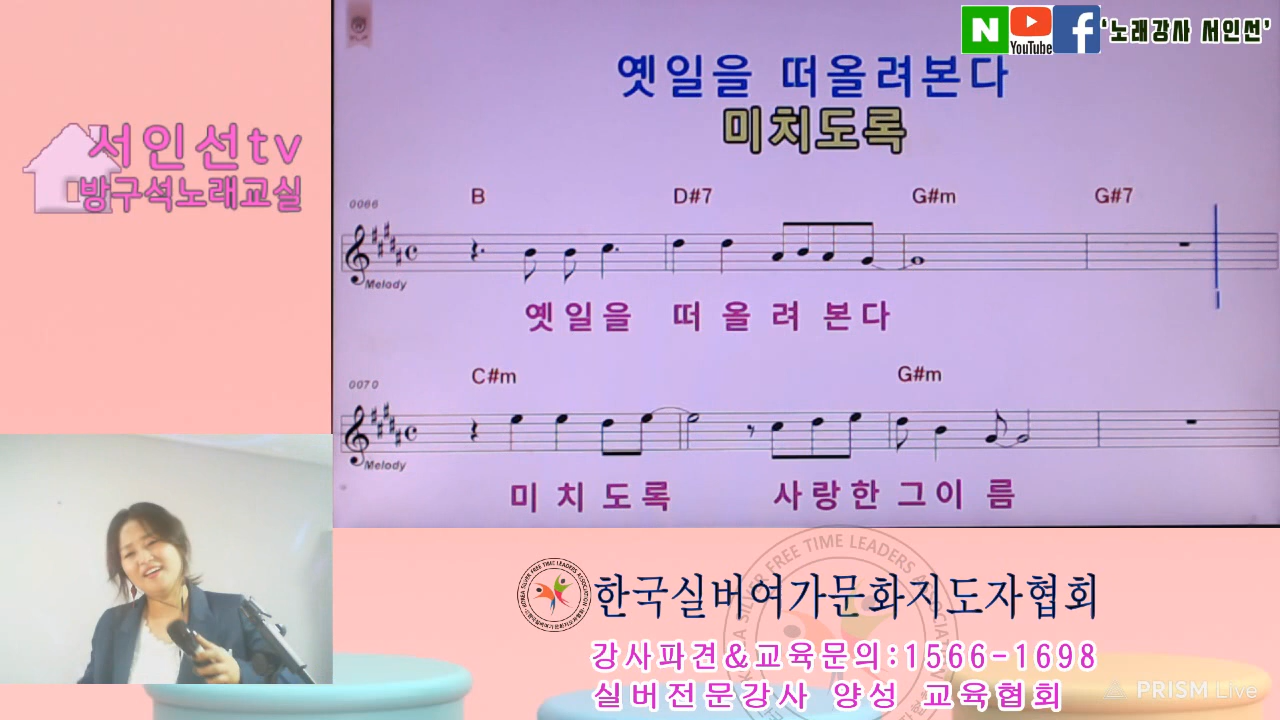 N YouTube f '노래강사 서인선'
서인선tv
방구석노래교실
옛일을 떠올려본다
미치도록
0066 B D#7 G#m G#7
Melody
옛 일 을 떠 올 려 본 다
0070 C#m G#m
Melody
미 치 도 록 사 랑 한 그 이 름
한국실버여가문화지도자협회
강사파견&교육문의:1566-1698
실버전문강사 양성 교육협회
PRISM Live